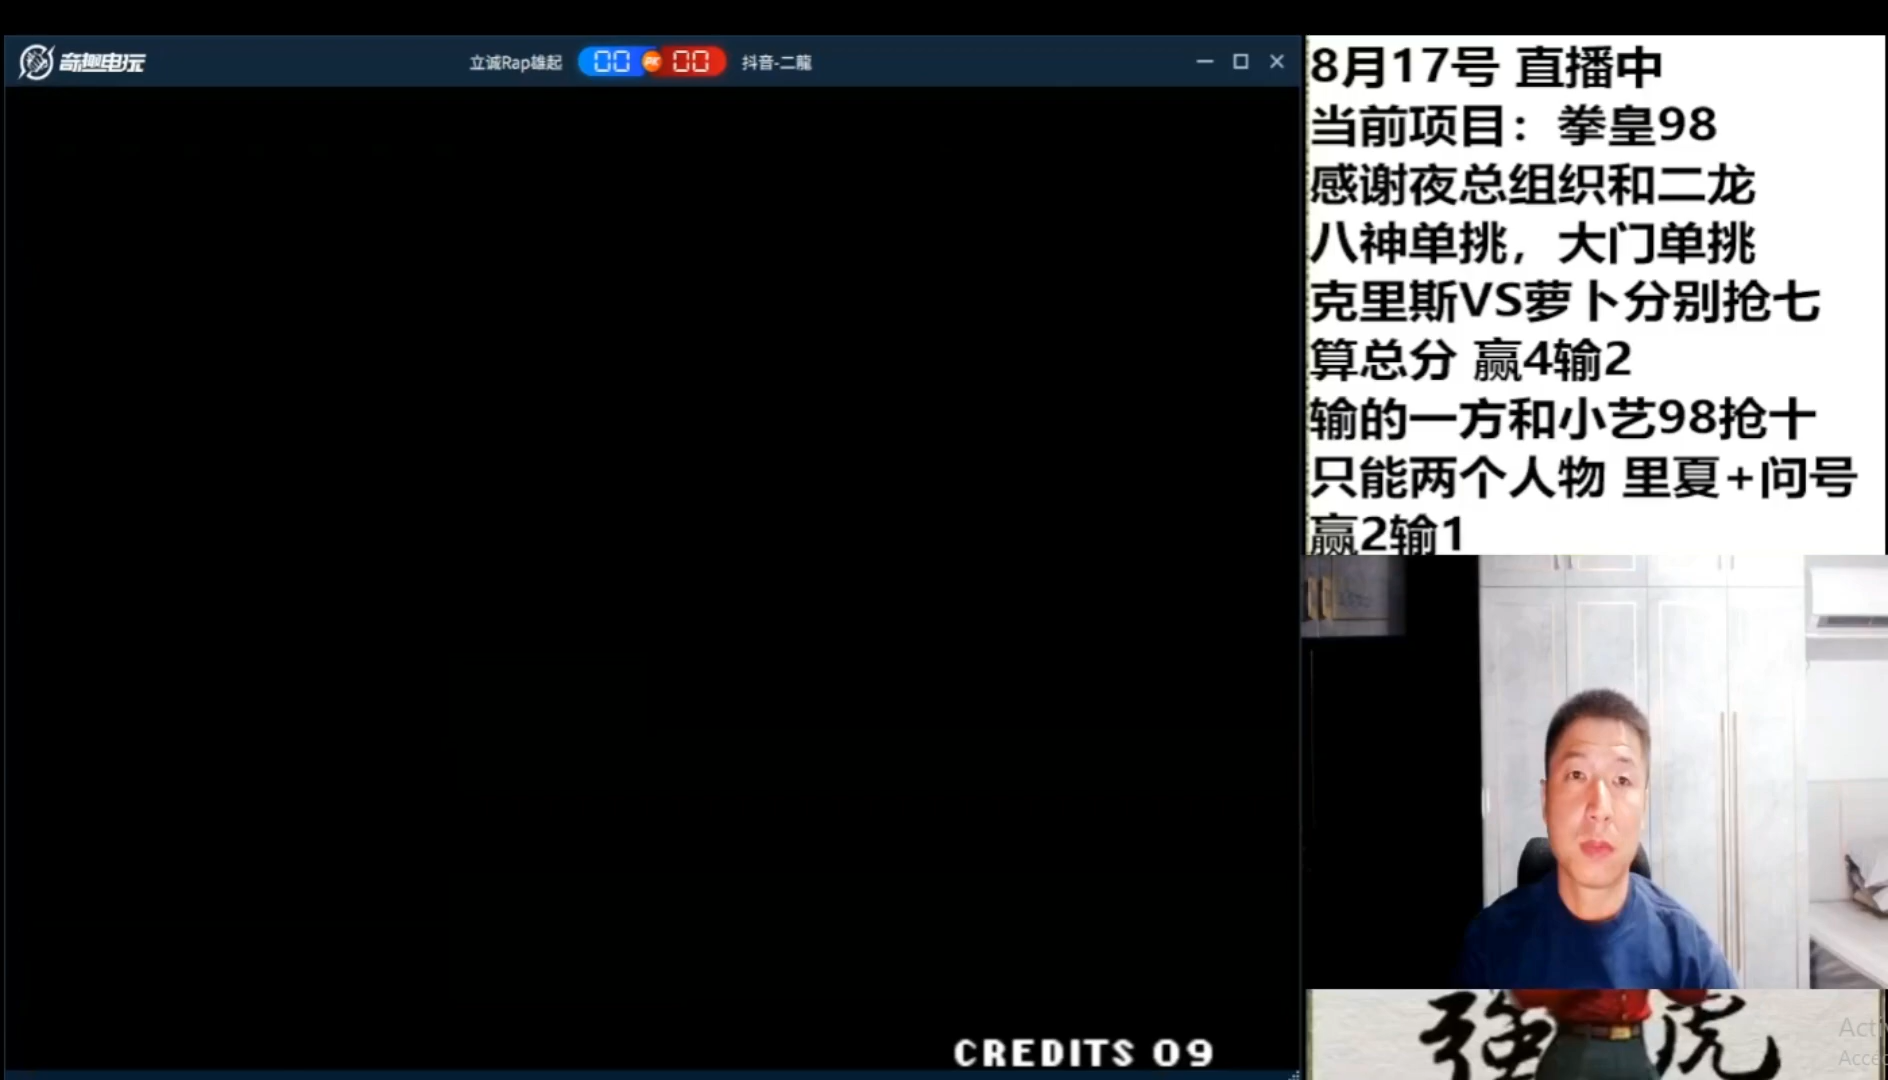 奇趣电玩
立诚Rap雄起 00 PK 00 抖音-二龍
8月17号 直播中
当前项目：拳皇98
感谢夜总组织和二龙
八神单挑，大门单挑
克里斯VS萝卜分别抢七
算总分 赢4输2
输的一方和小艺98抢十
只能两个人物 里夏+问号
赢2输1
CREDITS 09
强 虎
Acti
Acce